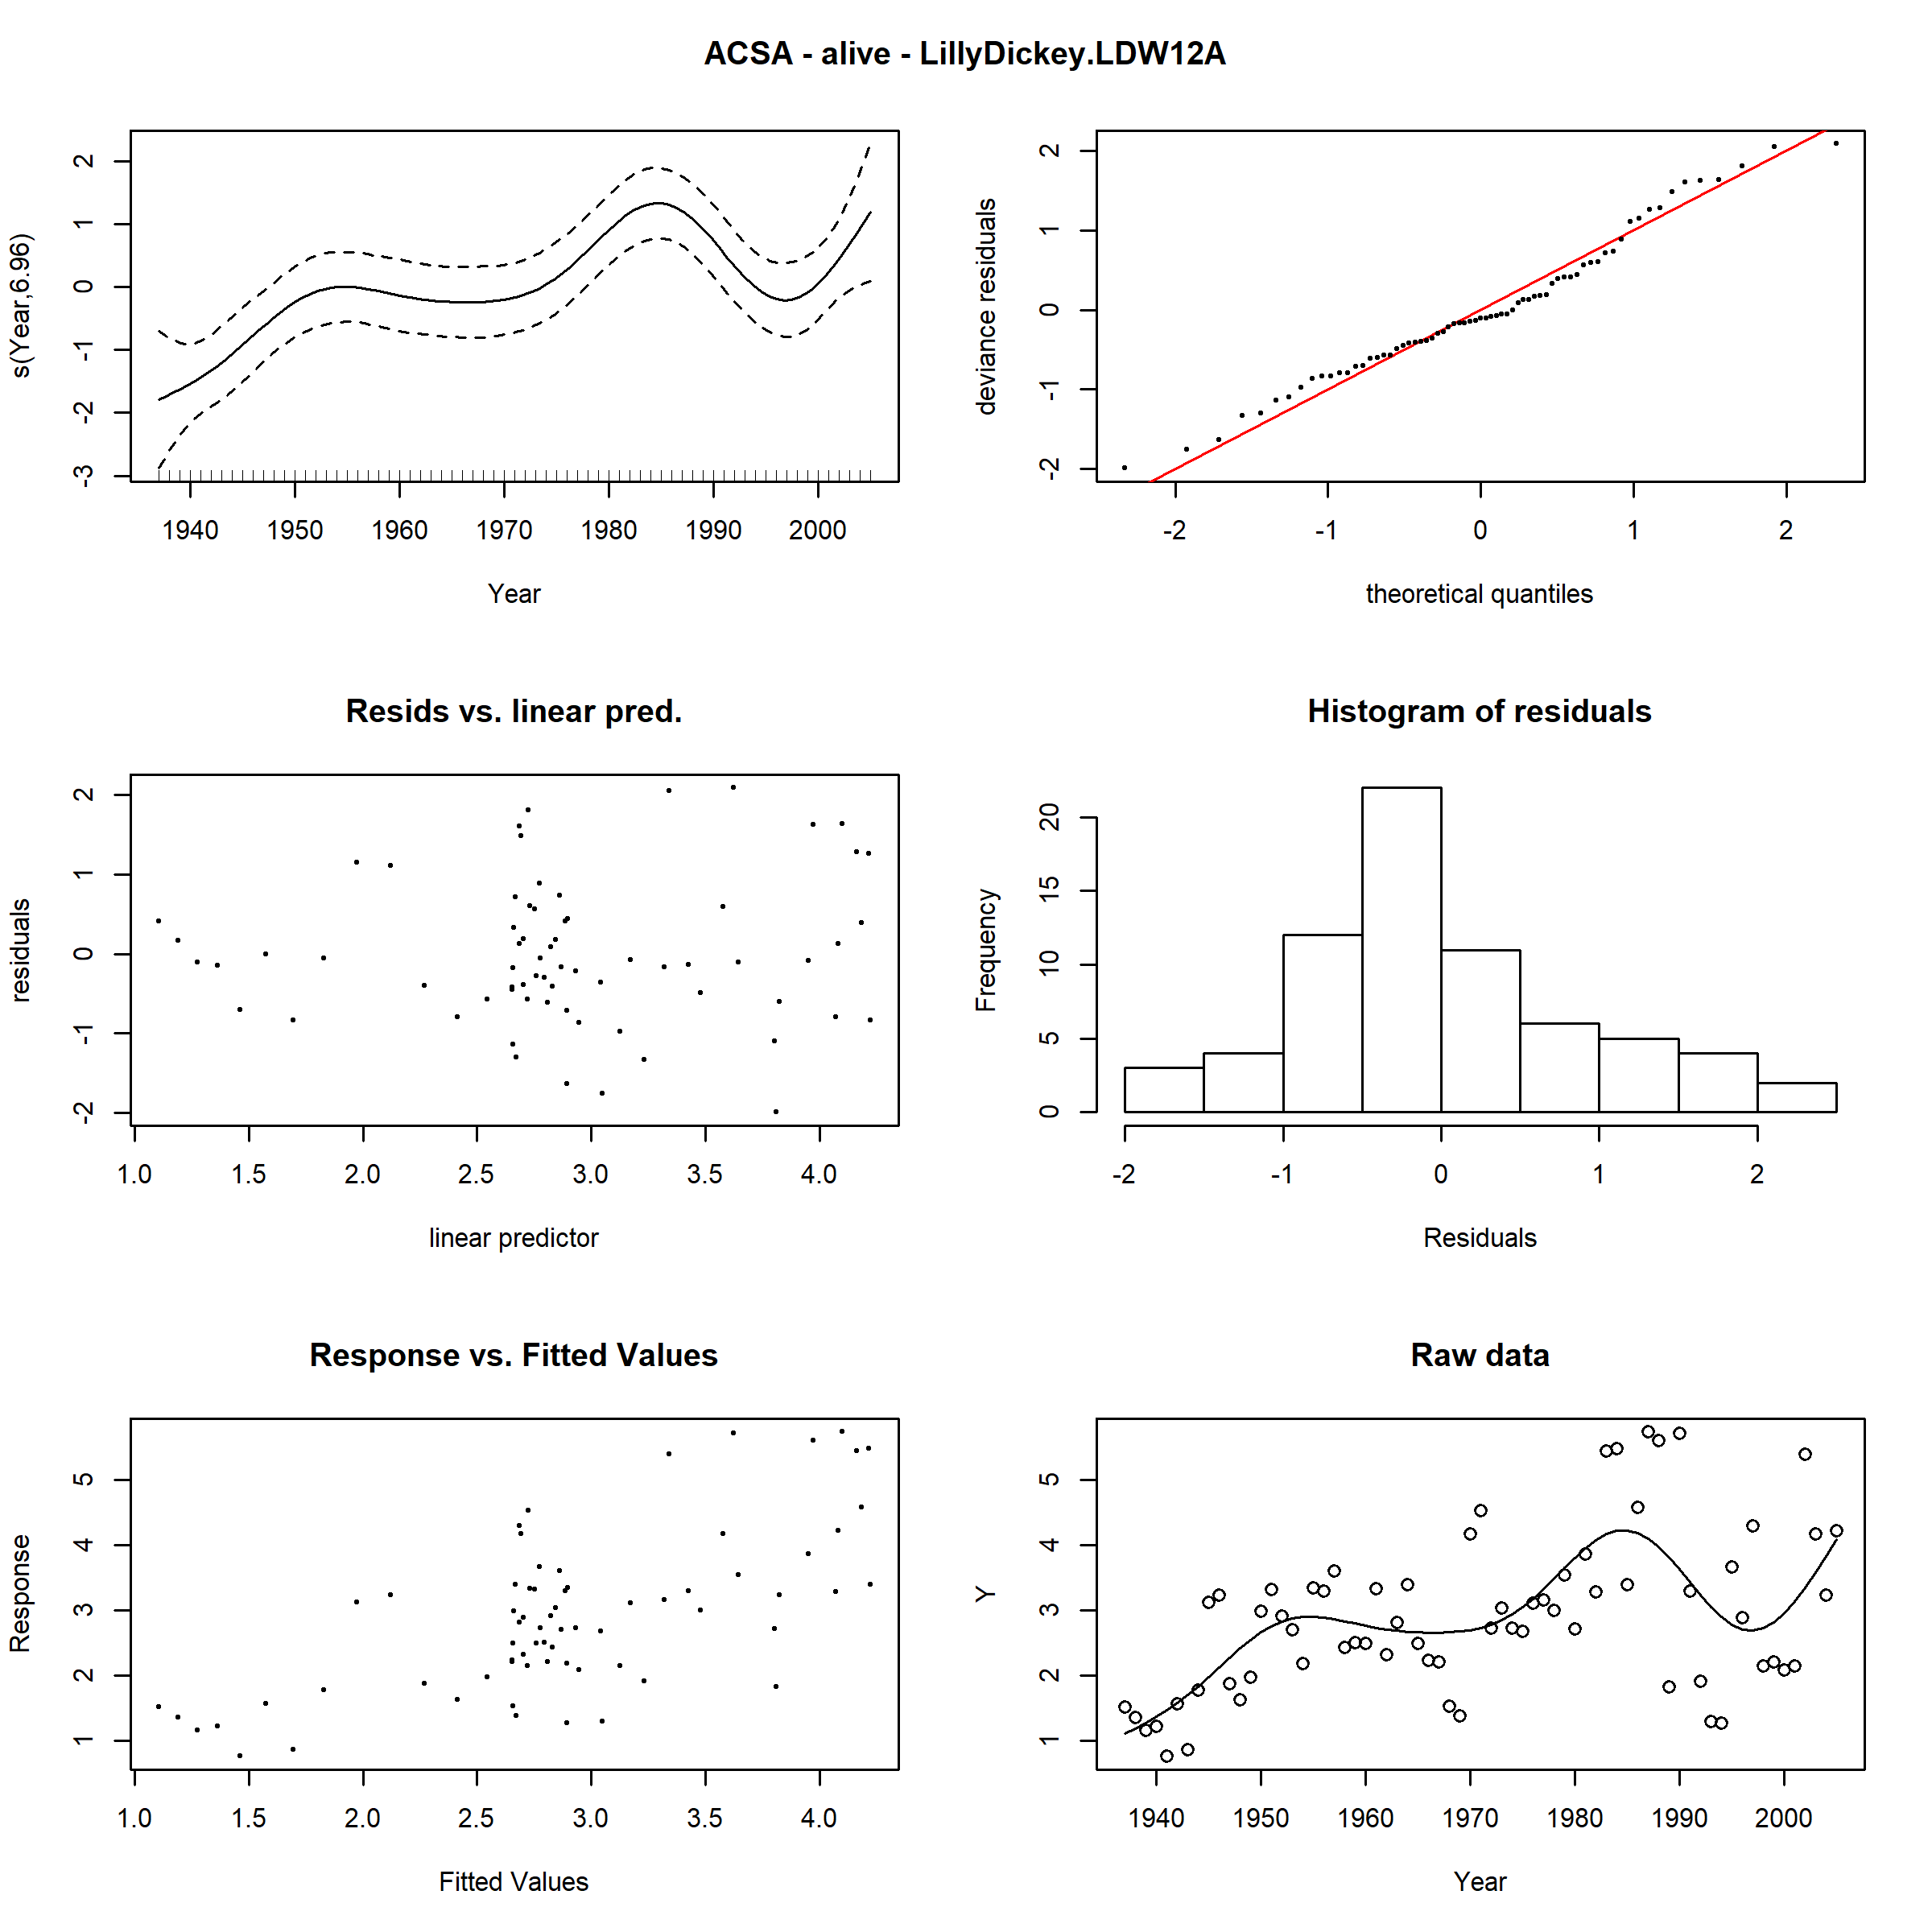 ACSA - alive - LillyDickey.LDW12A
s(Year,6.96)
2
1
0
-1
-2
-3
1940 1950 1960 1970 1980 1990 2000
Year
deviance residuals
2
1
0
-1
-2
-2 -1 0 1 2
theoretical quantiles
Resids vs. linear pred.
residuals
2
1
0
-1
-2
1.0 1.5 2.0 2.5 3.0 3.5 4.0
linear predictor
Histogram of residuals
Frequency
20
15
10
5
0
-2 -1 0 1 2
Residuals
Response vs. Fitted Values
Response
5
4
3
2
1
1.0 1.5 2.0 2.5 3.0 3.5 4.0
Fitted Values
Raw data
Y
5
4
3
2
1
1940 1950 1960 1970 1980 1990 2000
Year